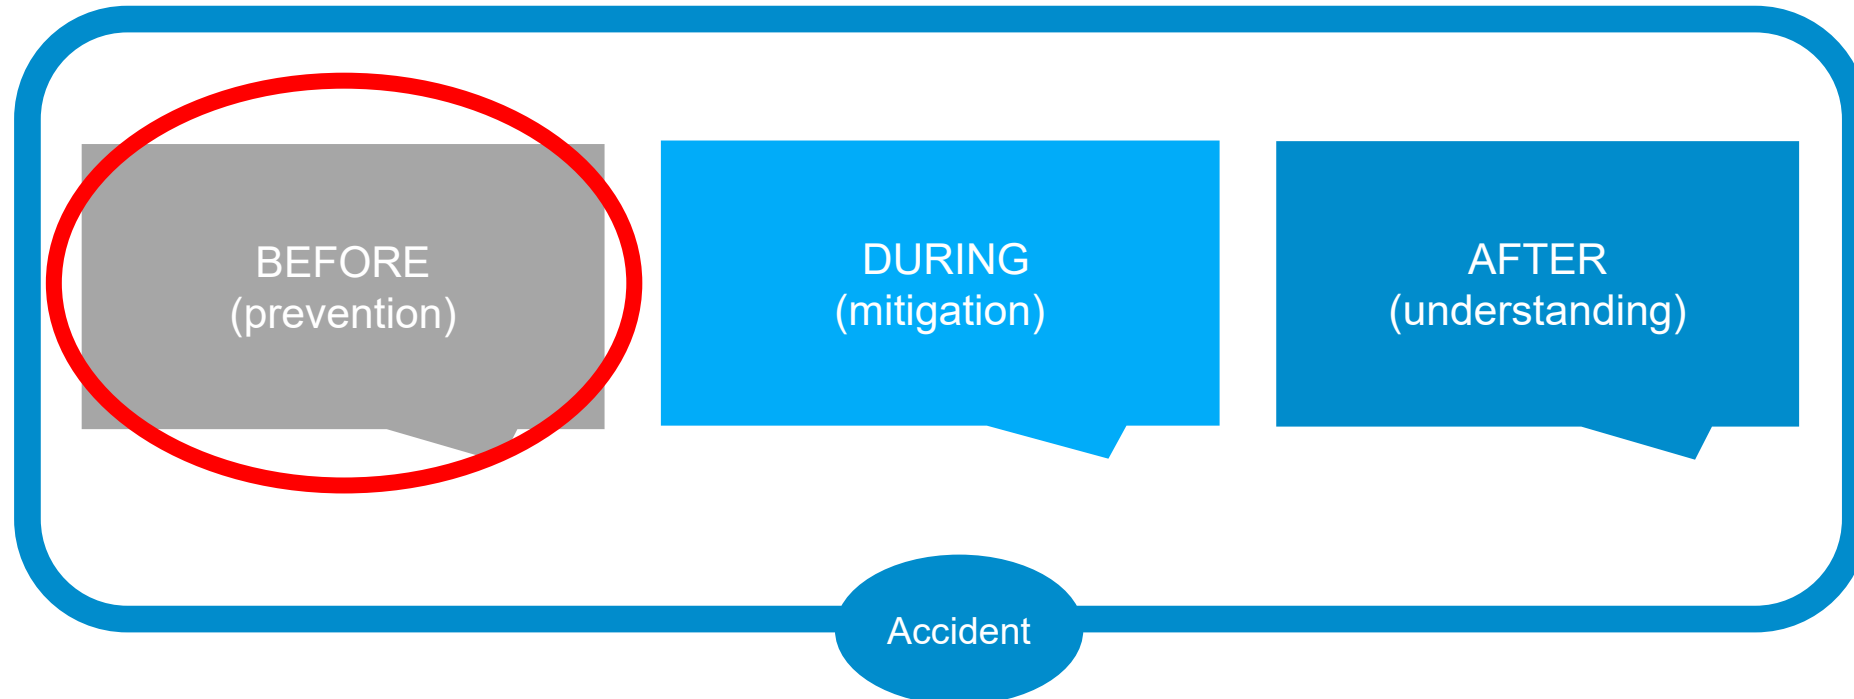 BEFORE
(prevention)
DURING
(mitigation)
AFTER
(understanding)
Accident